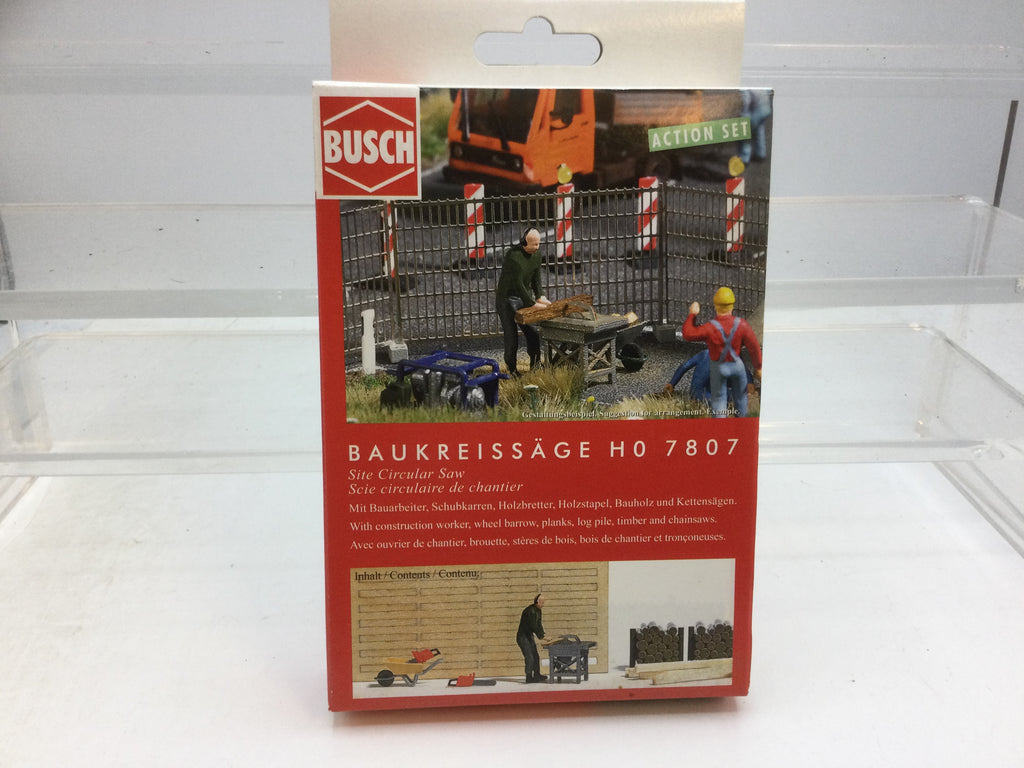 BUSCH
ACTION SET
Gestaltungsbeispiel. Suggestion for arrangement. Exemple.
BAUKREISSÄGE H0 7807
Site Circular Saw
Scie circulaire de chantier
Mit Bauarbeiter, Schubkarren, Holzbretter, Holzstapel, Bauholz und Kettensägen.
With construction worker, wheel barrow, planks, log pile, timber and chainsaws.
Avec ouvrier de chantier, brouette, stères de bois, bois de chantier et tronçoneuses.
Inhalt / Contents / Contenu: